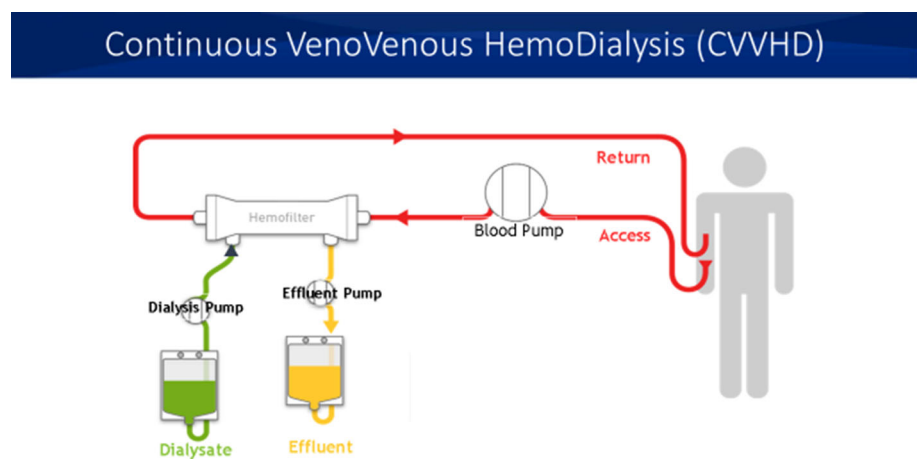 Continuous VenoVenous HemoDialysis (CVVHD)
Return
Hemofilter
Blood Pump
Access
Effluent Pump
Dialysis Pump
Dialysate
Effluent